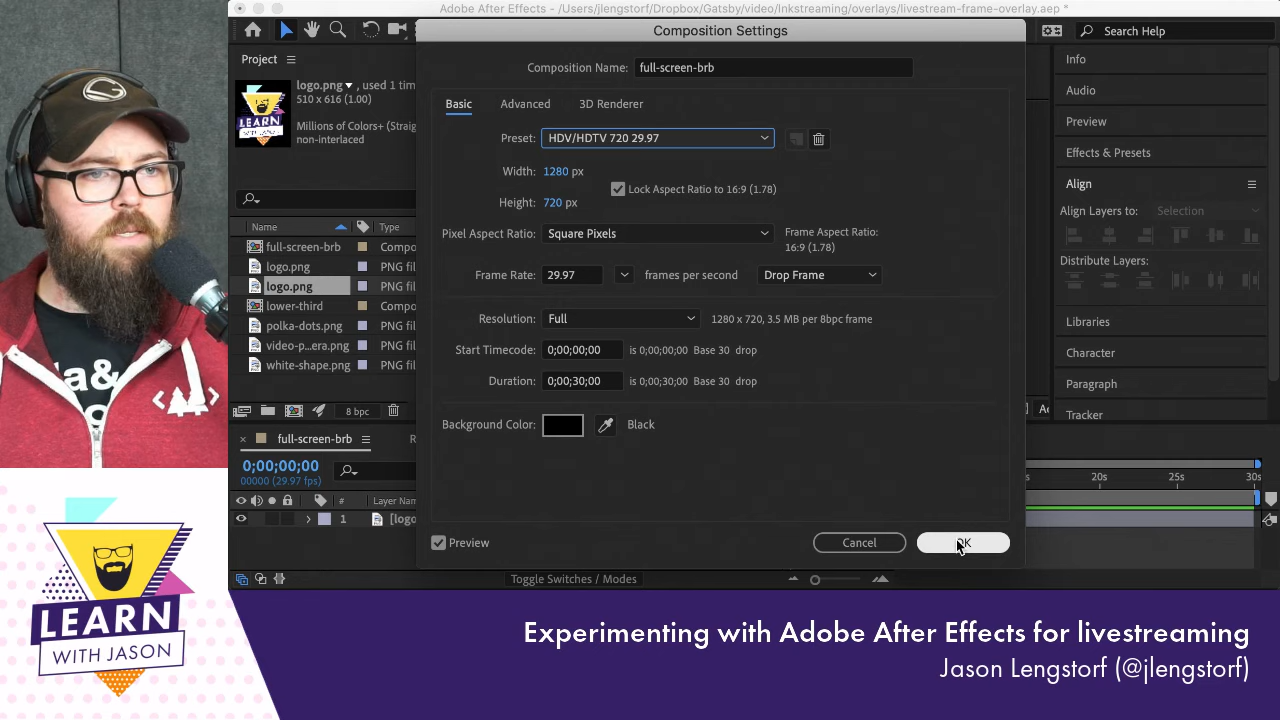 Adobe After Effects - /Users/jlengstorf/Dropbox/Gatsby/video/lnkstreaming/overlays/livestream-frame-overlay.aep *
Search Help
Composition Settings
Project
logo.png
, used 1 tim
510 x 616 (1.00)
Millions of Colors+ (Straig
non-interlaced
LEARN
WITH JASON
Name
Type
full-screen-brb
Compo
logo.png
PNG fil
logo.png
PNG fil
lower-third
Compo
polka-dots.png
PNG fil
video-p...era.png
PNG fil
white-shape.png
PNG fil
8 bpc
Composition Name:
full-screen-brb
Basic
Advanced
3D Renderer
Preset:
HDV/HDTV 720 29.97
Width:
1280 px
Lock Aspect Ratio to 16:9 (1.78)
Height:
720 px
Pixel Aspect Ratio:
Square Pixels
Frame Aspect Ratio:
16:9 (1.78)
Frame Rate:
29.97
frames per second
Drop Frame
Resolution:
Full
1280 x 720, 3.5 MB per 8bpc frame
Start Timecode:
0;00;00;00
is 0;00;00;00 Base 30 drop
Duration:
0;00;30;00
is 0;00;30;00 Base 30 drop
Background Color:
Black
Preview
Cancel
OK
Info
Audio
Preview
Effects & Presets
Align
Align Layers to:
Selection
Distribute Layers:
Libraries
Character
Paragraph
Tracker
full-screen-brb
R
0;00;00;00
00000 (29.97 fps)
#
Layer Nam
1
[logo
s
20s
25s
30s
Toggle Switches / Modes
la&
LEARN
WITH JASON
Experimenting with Adobe After Effects for livestreaming
Jason Lengstorf (@jlengstorf)